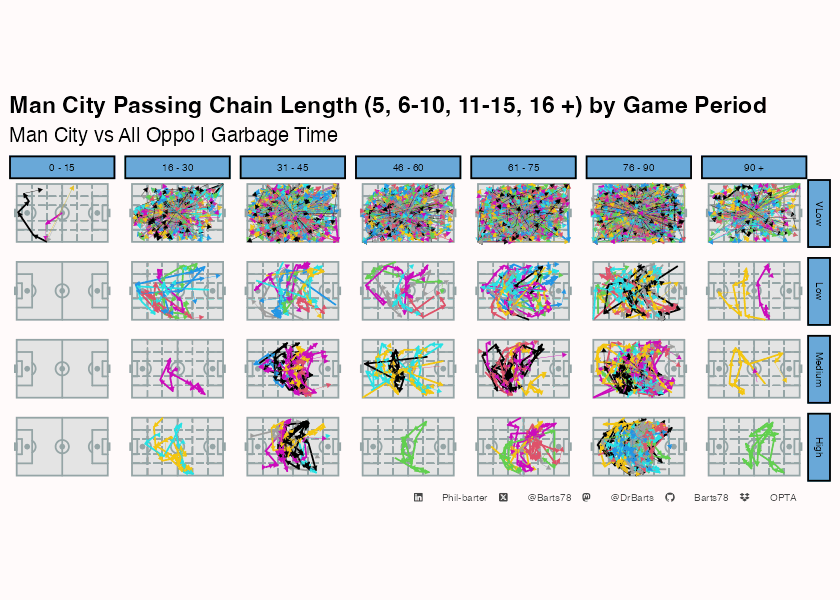 Man City Passing Chain Length (5, 6-10, 11-15, 16 +) by Game Period
Man City vs All Oppo | Garbage Time
0 - 15
16 - 30
31 - 45
46 - 60
61 - 75
76 - 90
90 +
V.Low
Low
Medium
High
Phil-barter @Barts78 @DrBarts Barts78 OPTA